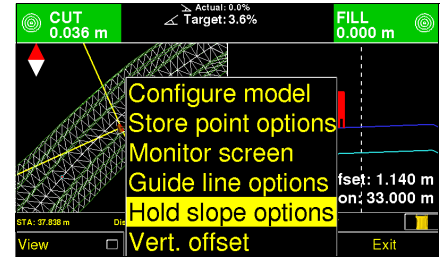 CUT
0.036 m
Actual: 0.0%
Target: 3.6%
FILL
0.000 m
Configure model
Store point options
Monitor screen
Guide line options
Hold slope options
Vert. offset
fset: 1.140 m
on: 33.000 m
STA: 37.838 m
Dis
View
Exit